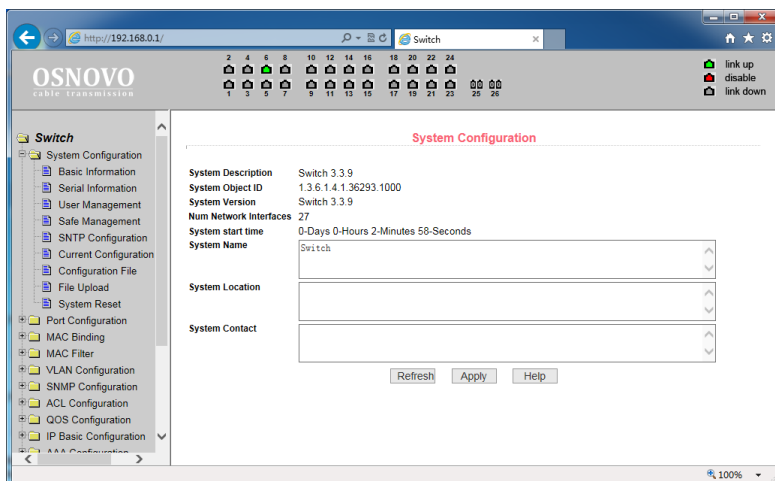 http://192.168.0.1/
Switch
OSNOVO
cable transmission
2 4 6 8 10 12 14 16 18 20 22 24
1 3 5 7 9 11 13 15 17 19 21 23 25 26
link up
disable
link down
Switch
System Configuration
Basic Information
Serial Information
User Management
Safe Management
SNTP Configuration
Current Configuration
Configuration File
File Upload
System Reset
Port Configuration
MAC Binding
MAC Filter
VLAN Configuration
SNMP Configuration
ACL Configuration
QOS Configuration
IP Basic Configuration
AAA Configuration
System Configuration
System Description Switch 3.3.9
System Object ID 1.3.6.1.4.1.36293.1000
System Version Switch 3.3.9
Num Network Interfaces 27
System start time 0-Days 0-Hours 2-Minutes 58-Seconds
System Name Switch
System Location
System Contact
Refresh Apply Help
100%